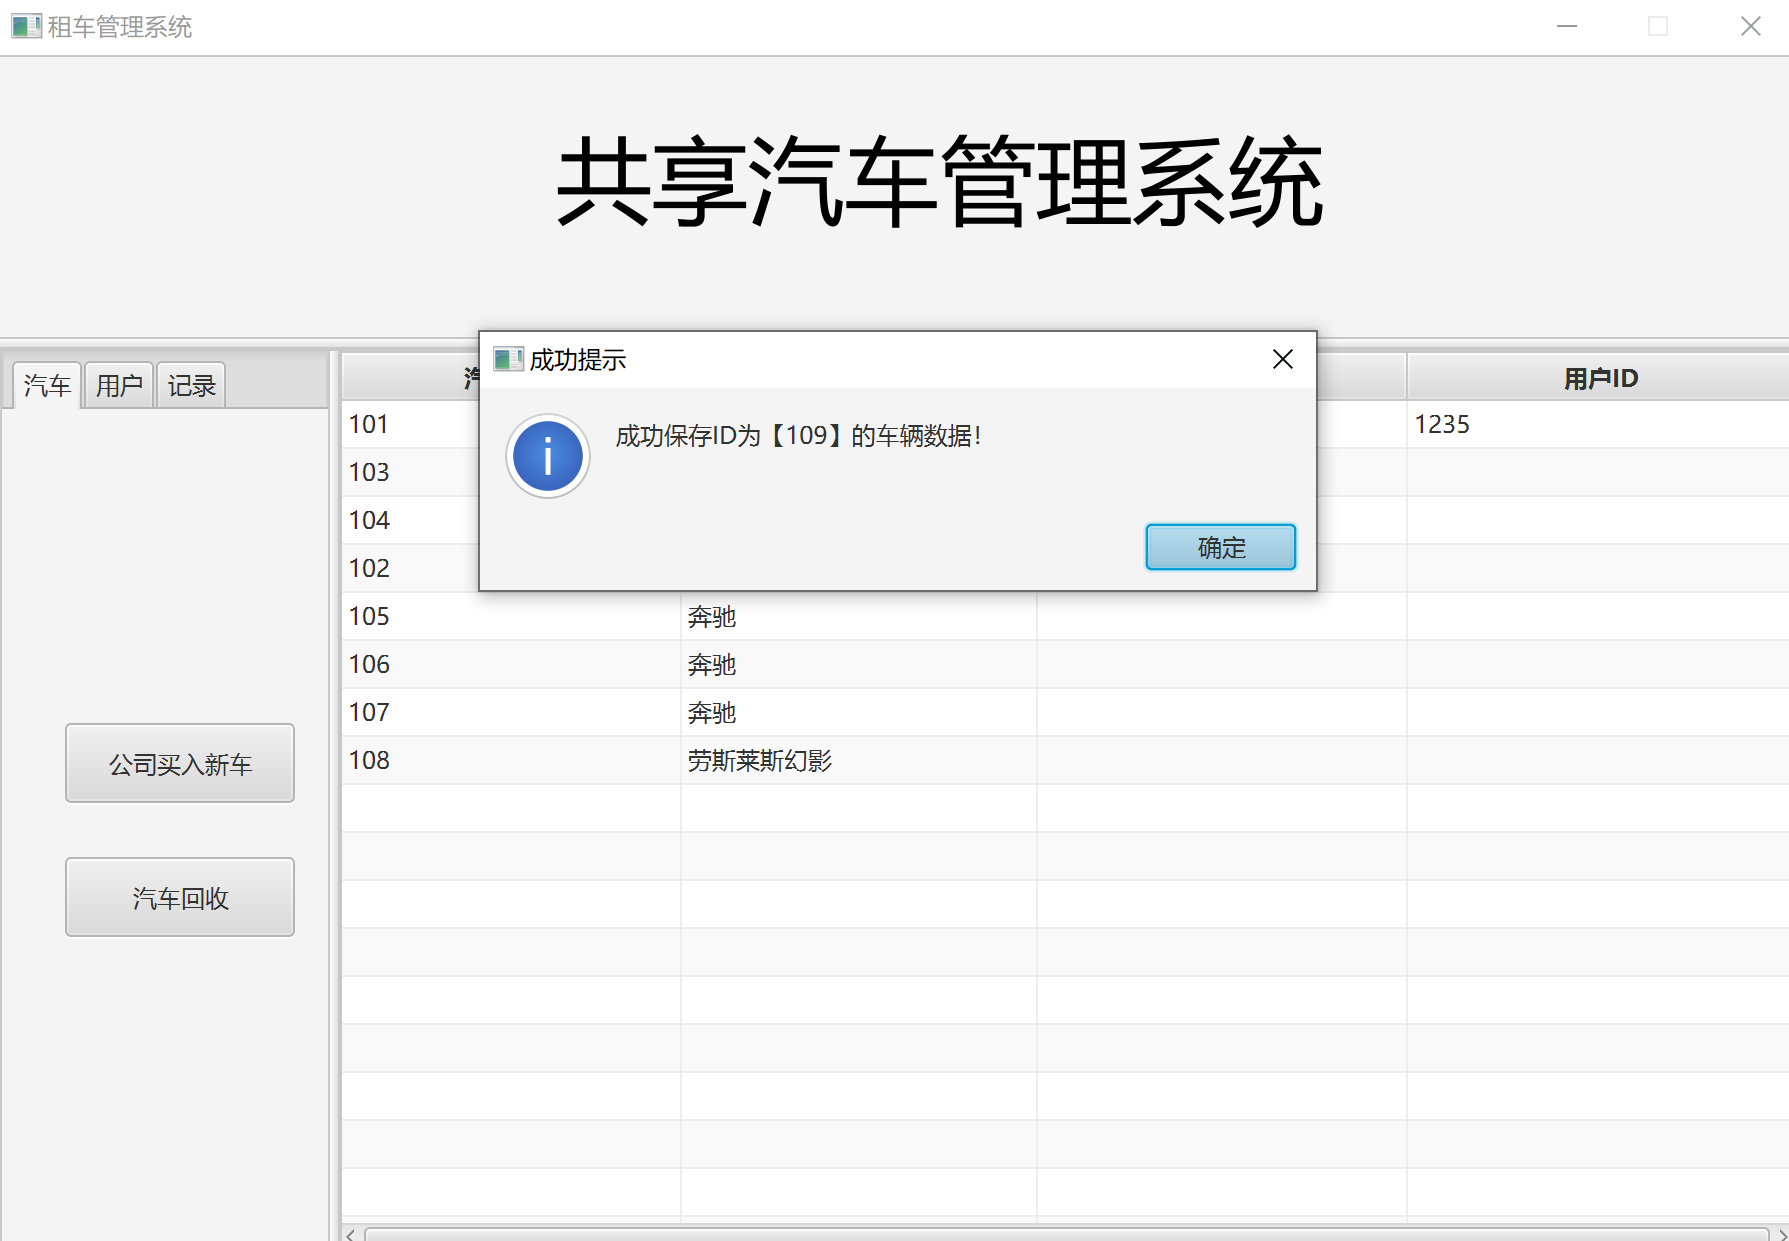 租车管理系统
共享汽车管理系统
汽车 用户 记录
用户ID
成功提示
成功保存ID为【109】的车辆数据!
确定
101 1235
103
104
102
105 奔驰
106 奔驰
107 奔驰
108 劳斯莱斯幻影
公司买入新车
汽车回收